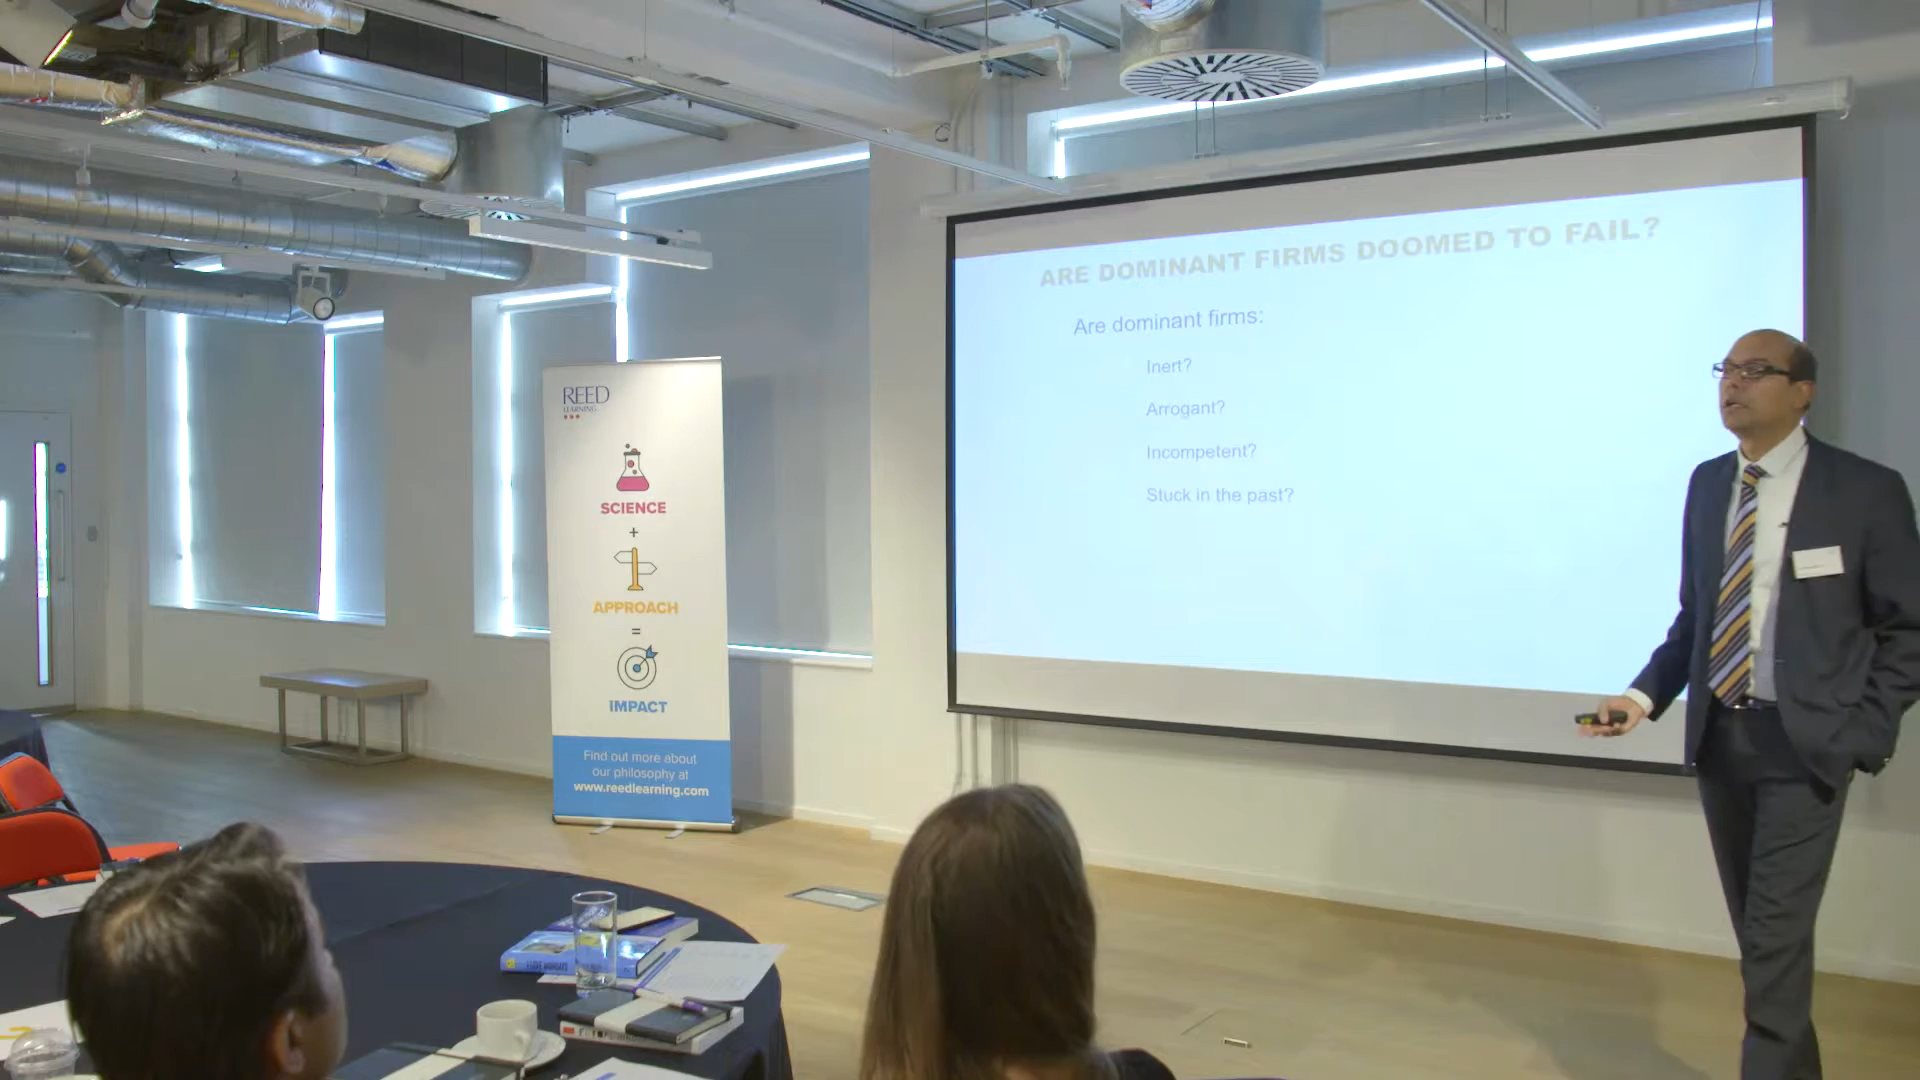 REED
LEARNING
SCIENCE
+
APPROACH
=
IMPACT
Find out more about
our philosophy at
www.reedlearning.com
ARE DOMINANT FIRMS DOOMED TO FAIL?
Are dominant firms:
Inert?
Arrogant?
Incompetent?
Stuck in the past?